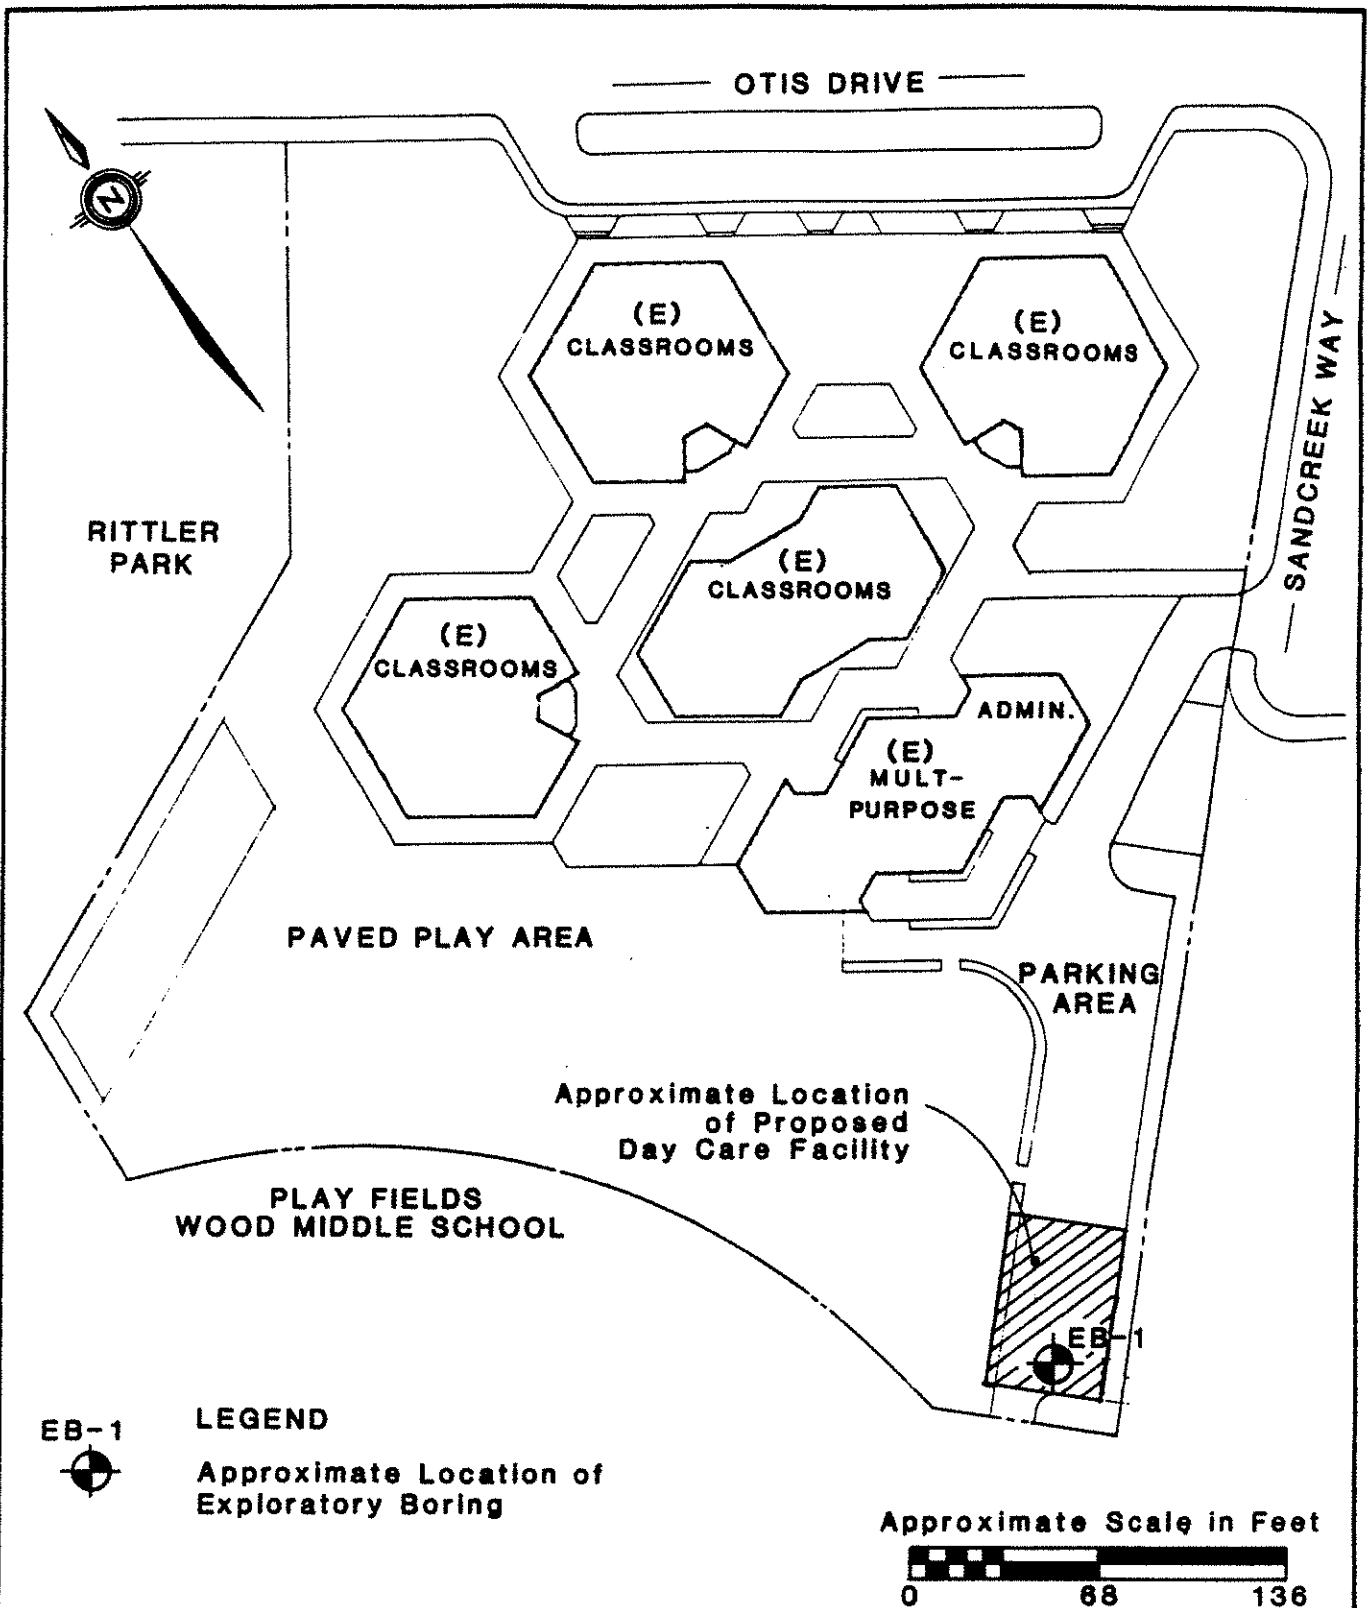 OTIS DRIVE
N
(E)
CLASSROOMS
(E)
CLASSROOMS
SANDCREEK WAY
RITTLER
PARK
(E)
CLASSROOMS
(E)
CLASSROOMS
ADMIN.
(E)
MULT-
PURPOSE
PAVED PLAY AREA
PARKING
AREA
Approximate Location
of Proposed
Day Care Facility
PLAY FIELDS
WOOD MIDDLE SCHOOL
EB-1
EB-1
LEGEND
Approximate Location of
Exploratory Boring
Approximate Scale in Feet
0 68 136